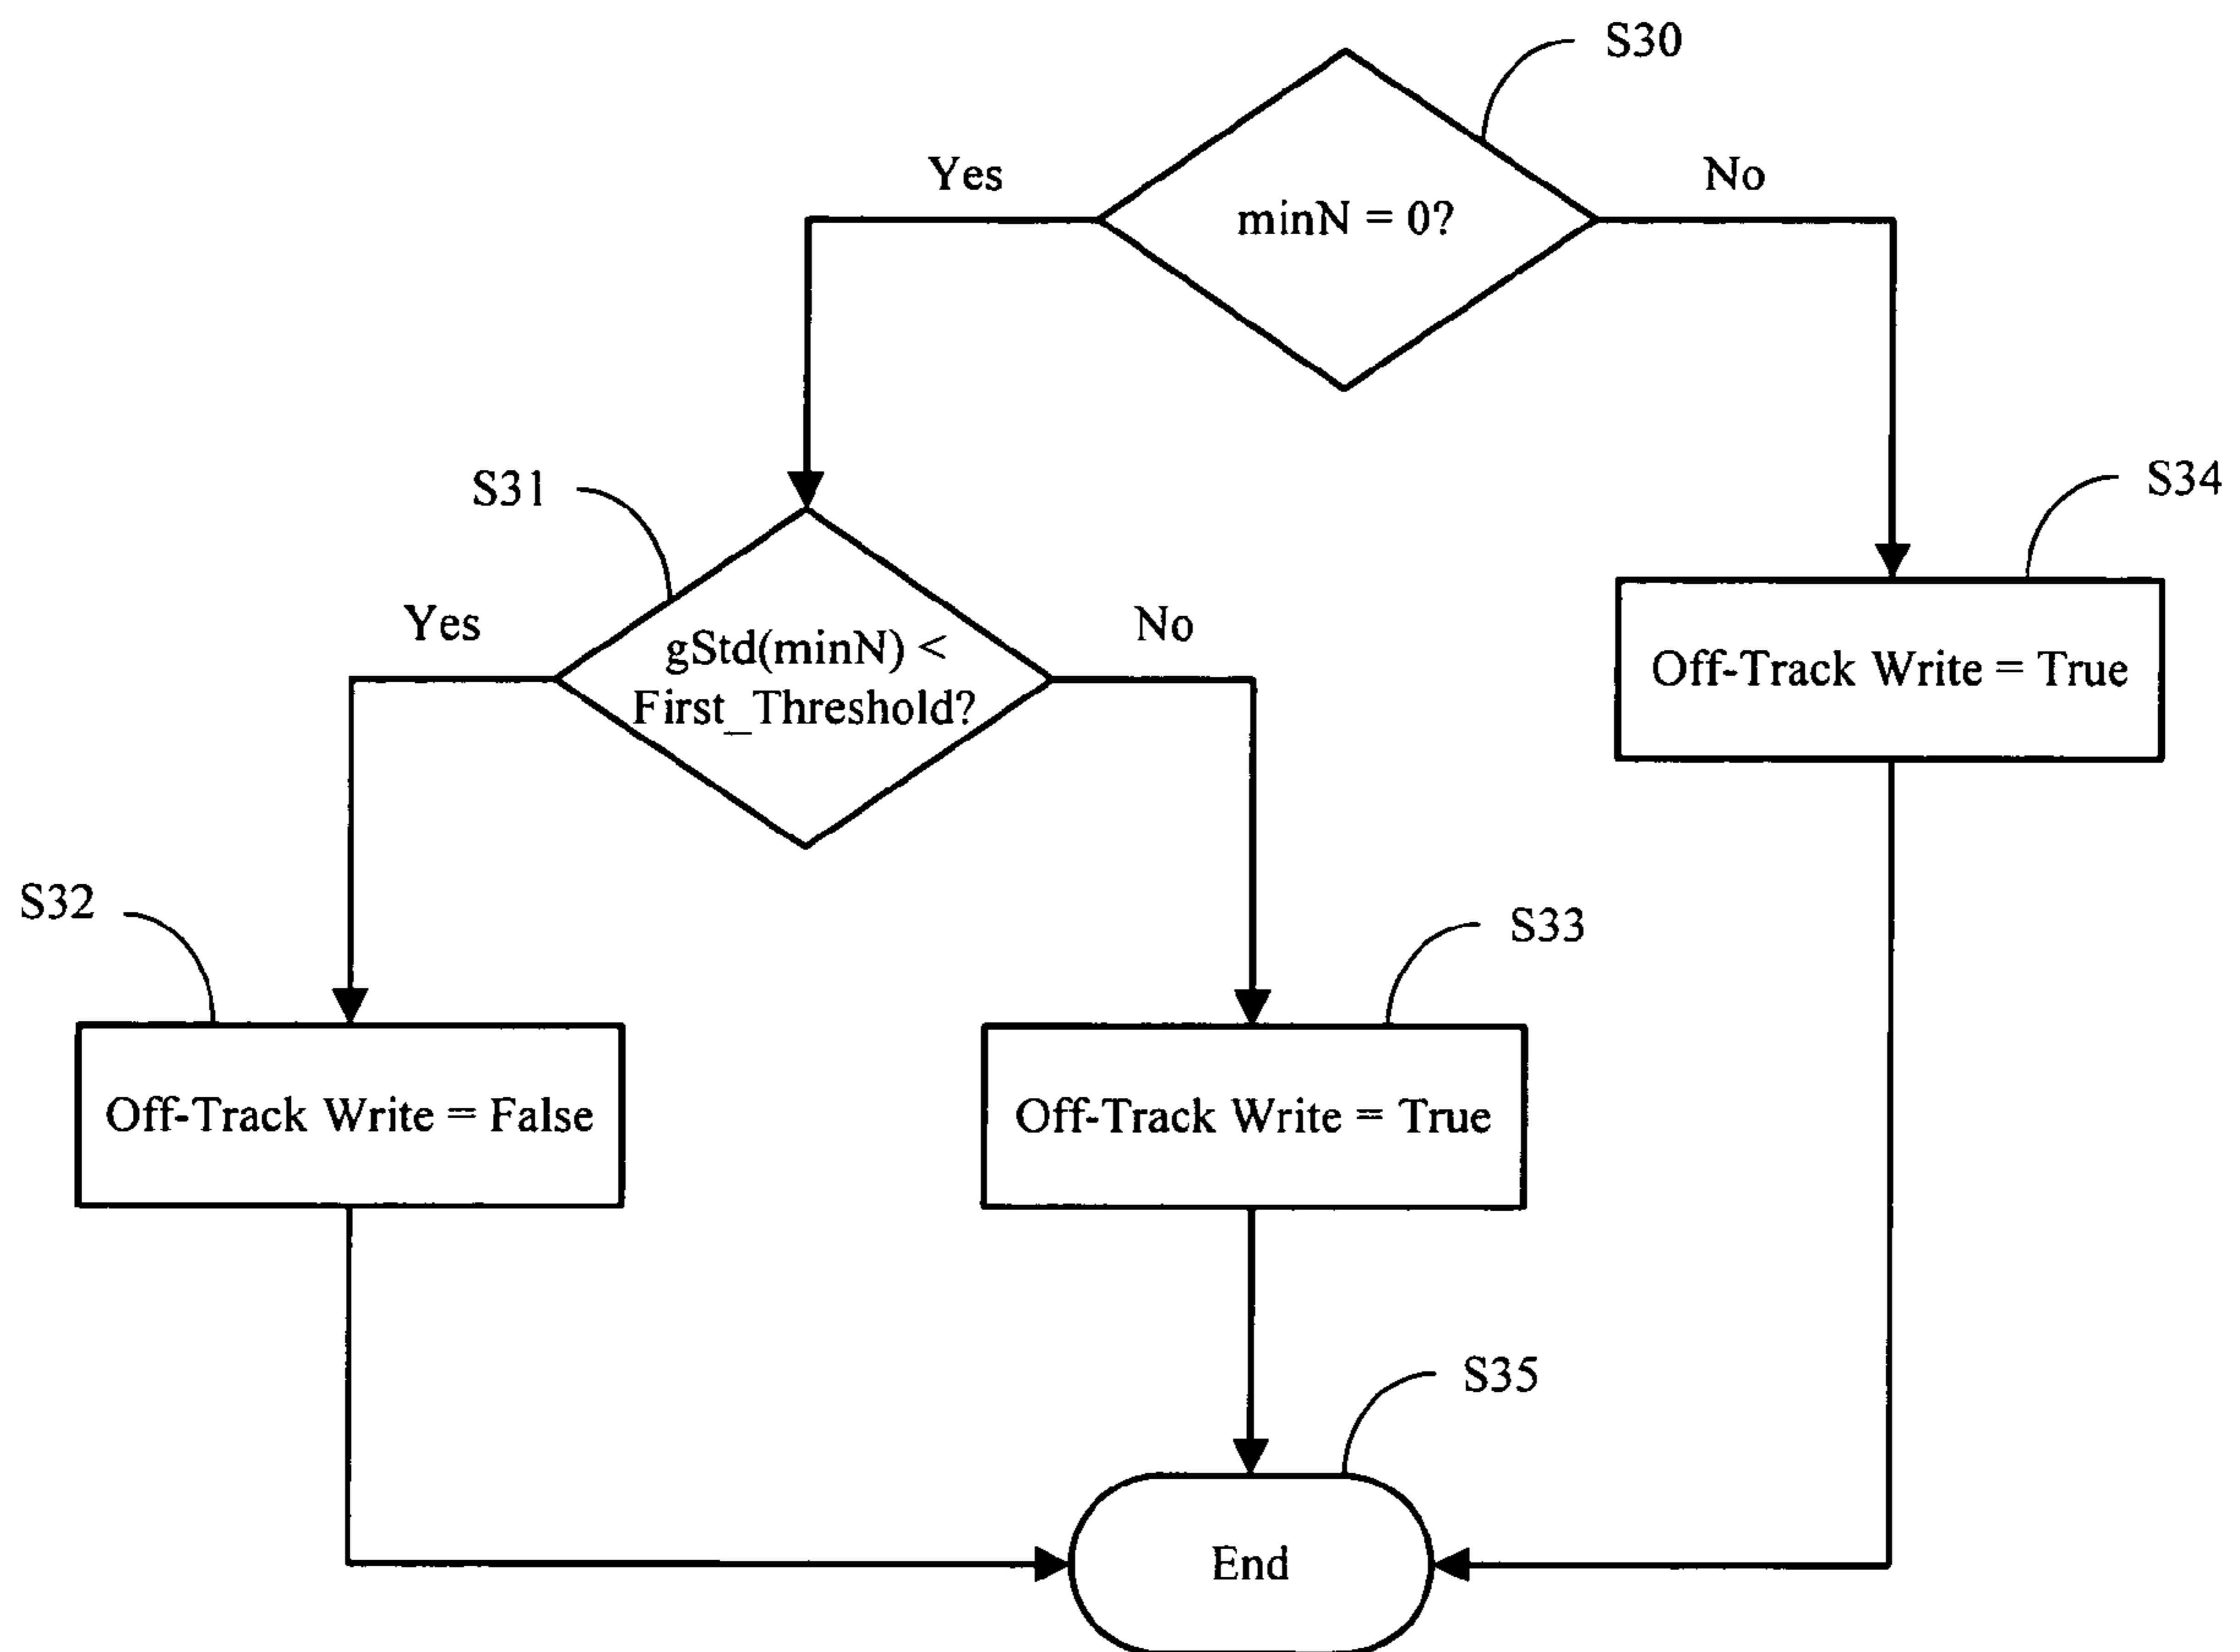 S30
Yes
No
minN = 0?
S31
S34
Yes
No
gStd(minN) <
First_Threshold?
Off-Track Write = True
S32
S33
Off-Track Write = False
Off-Track Write = True
S35
End